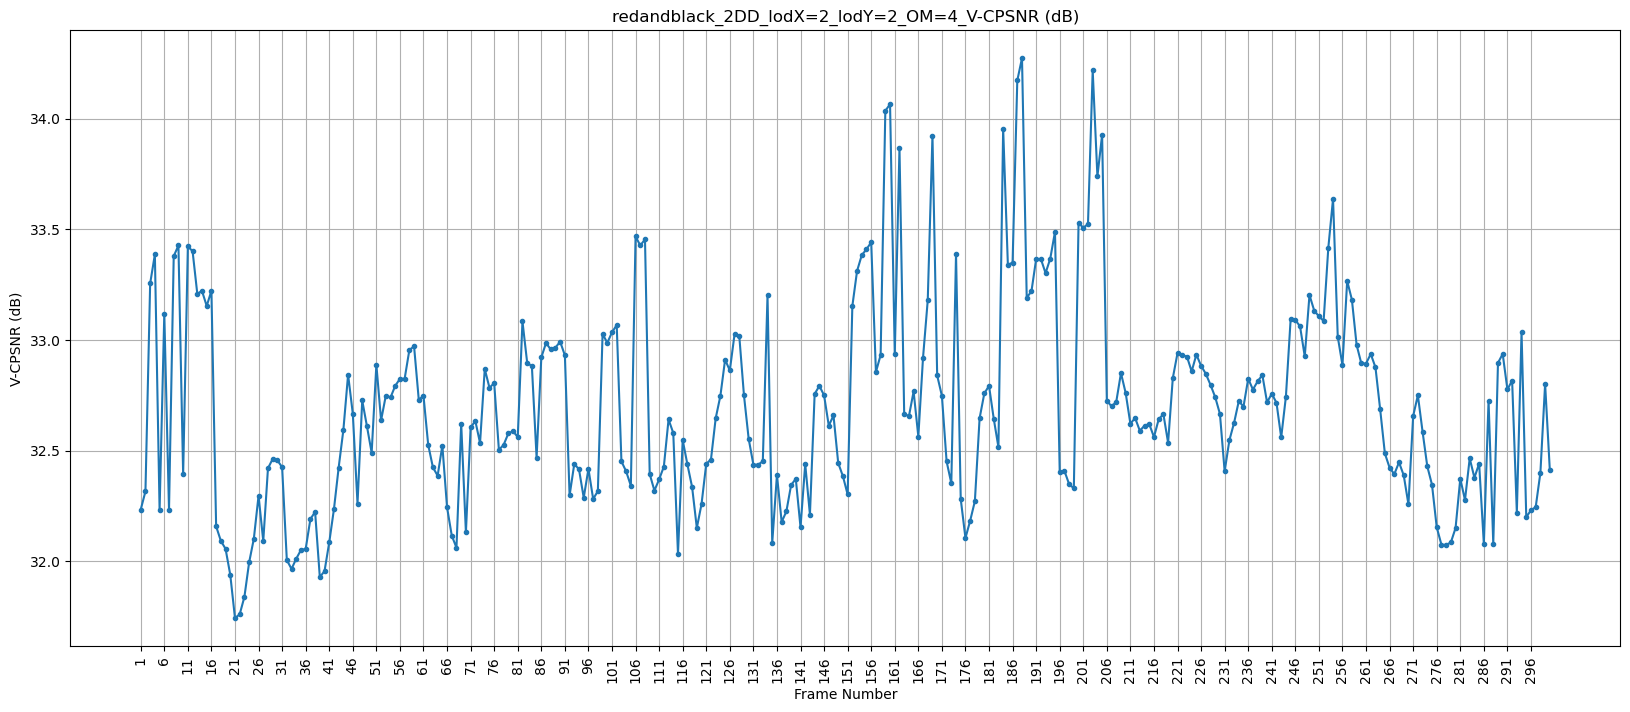 redandblack_2DD_lodX=2_lodY=2_OM=4_V-CPSNR (dB)
V-CPSNR (dB)
34.0
33.5
33.0
32.5
32.0
1 6 11 16 21 26 31 36 41 46 51 56 61 66 71 76 81 86 91 96 101 106 111 116 121 126 131 136 141 146 151 156 161 166 171 176 181 186 191 196 201 206 211 216 221 226 231 236 241 246 251 256 261 266 271 276 281 286 291 296
Frame Number